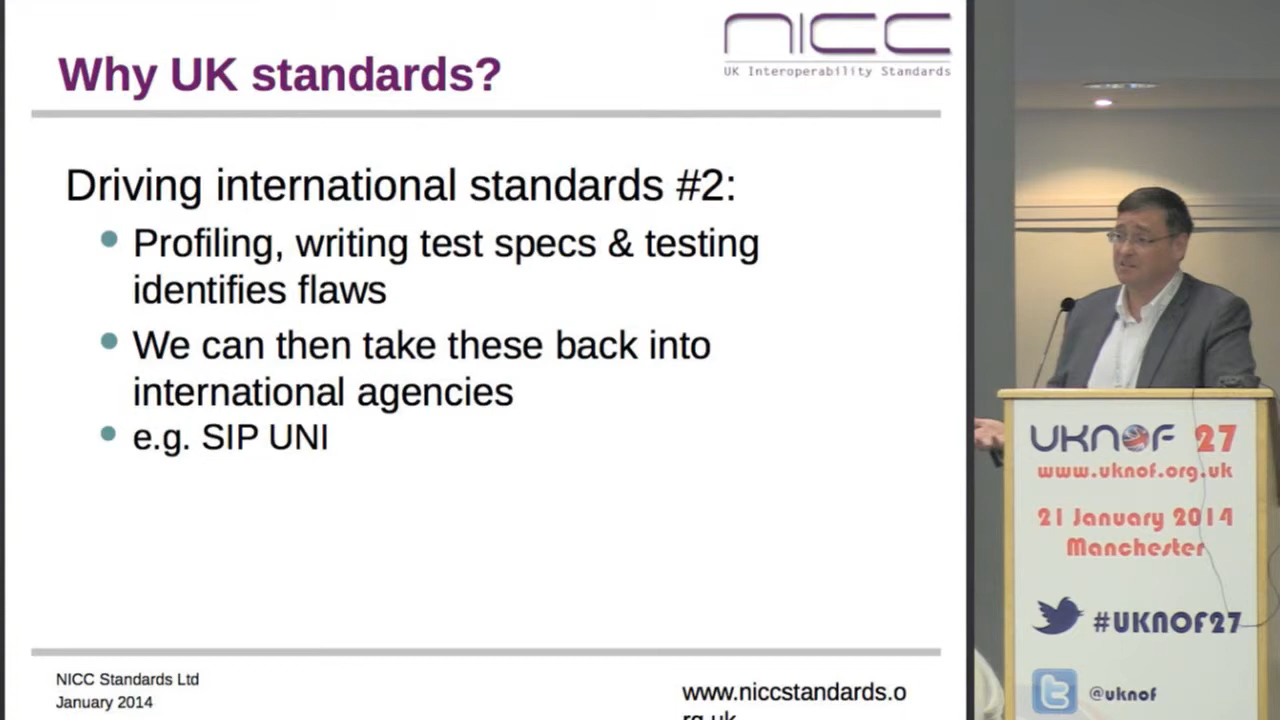 nicc
UK Interoperability Standards
Why UK standards?
Driving international standards #2:
Profiling, writing test specs & testing
identifies flaws
We can then take these back into
international agencies
e.g. SIP UNI
NICC Standards Ltd
January 2014
www.niccstandards.o
rg.uk
UKNOF 27
www.uknof.org.uk
21 January 2014
Manchester
#UKNOF27
@uknof